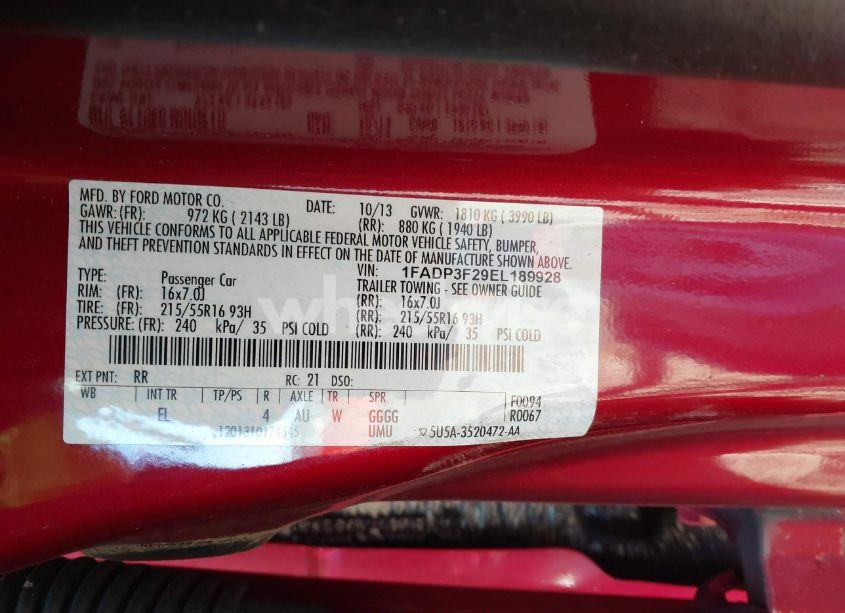 MFD. BY FORD MOTOR CO. DATE: 10/13 GVWR: 1810 KG ( 3990 LB)
GAWR: (FR) 972 KG ( 2143 LB) (RR): 880 KG ( 1940 LB)
THIS VEHICLE CONFORMS TO ALL APPLICABLE FEDERAL MOTOR VEHICLE SAFETY, BUMPER,
AND THEFT PREVENTION STANDARDS IN EFFECT ON THE DATE OF MANUFACTURE SHOWN ABOVE.
VIN: 1FADP3F29EL189928
TYPE: Passenger Car TRAILER TOWING - SEE OWNER GUIDE
RIM: (FR): 16x7.0J (RR): 16x7.0J
TIRE: (FR): 215/55R16 93H (RR): 215/55R16 93H
PRESSURE: (FR): 240 kPa/ 35 PSI COLD (RR): 240 kPa/ 35 PSI COLD
EXT PNT: RR RC: 21 DSO:
WB INT TR TP/PS R AXLE TR SPR F0094
EL 4 AU W GGGG R0067
UMU ▽5U5A-3520472-AA